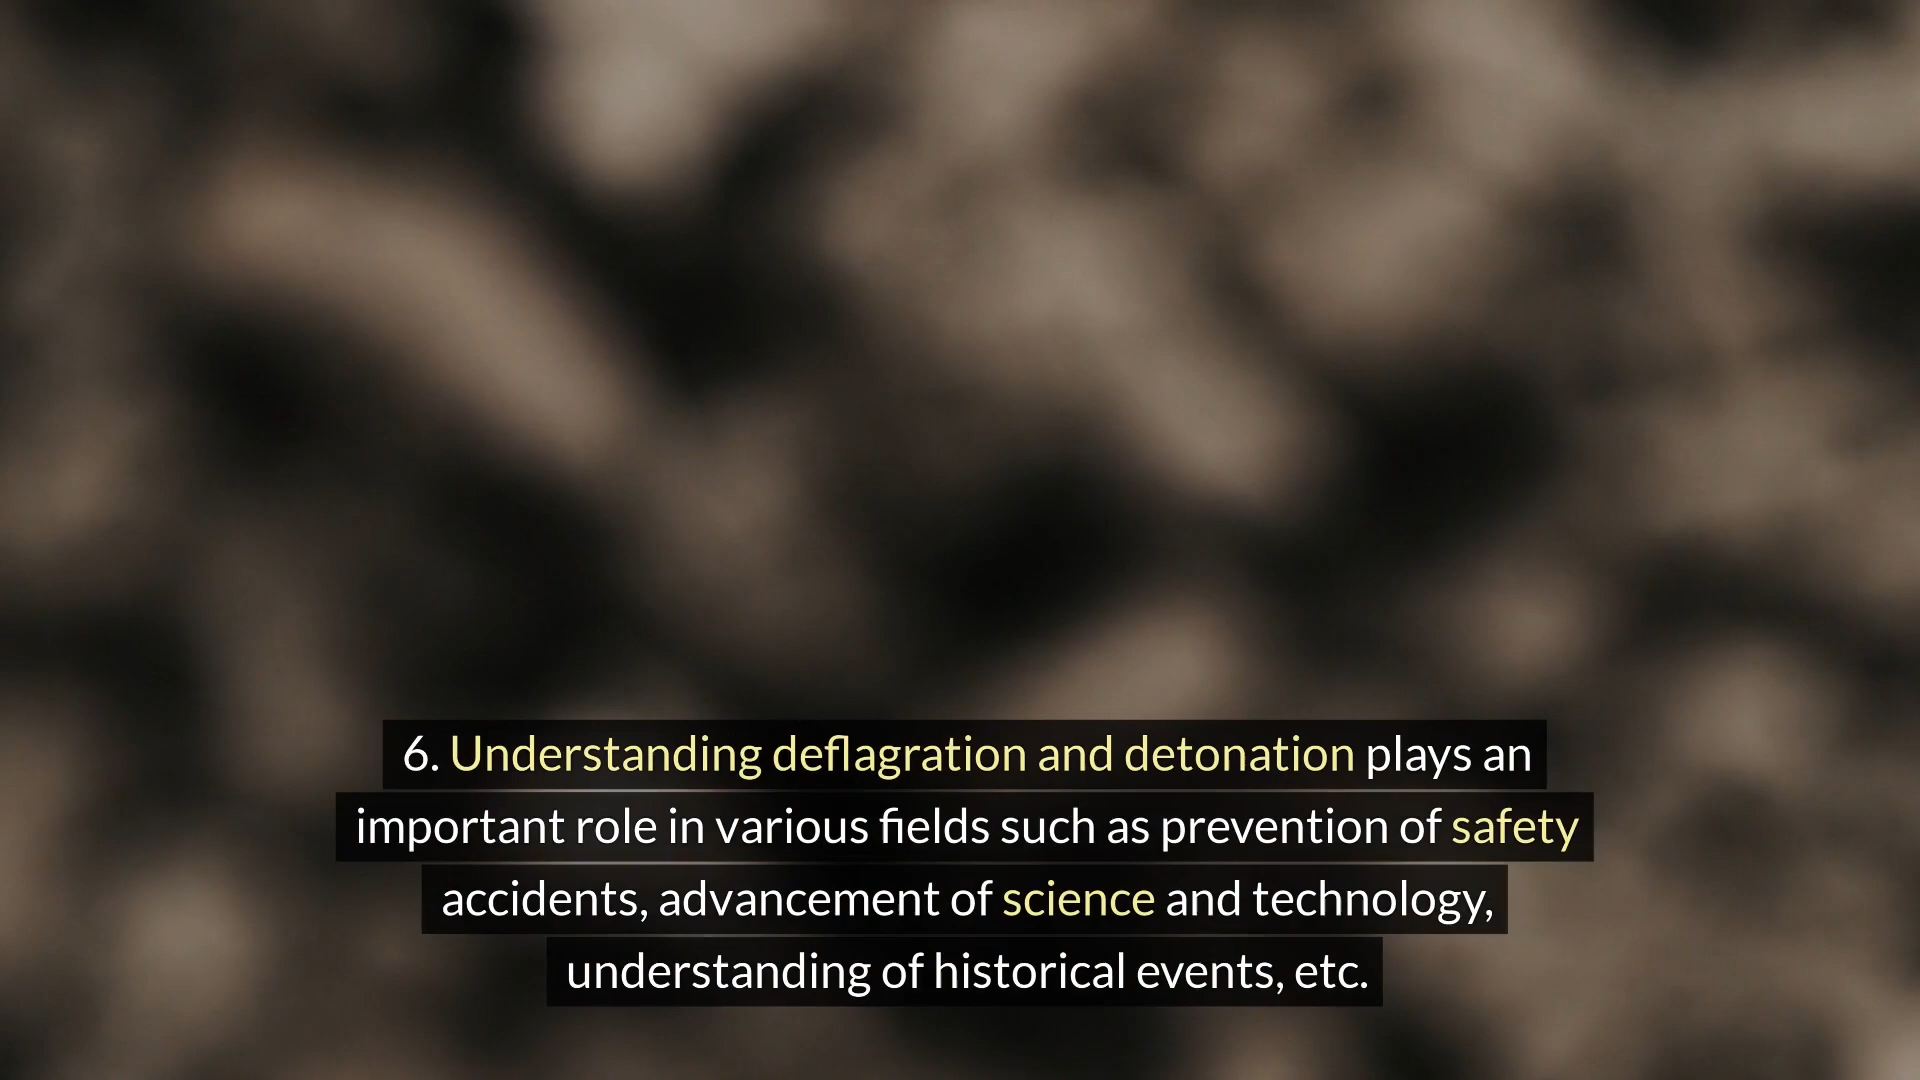 6. Understanding deflagration and detonation plays an
important role in various fields such as prevention of safety
accidents, advancement of science and technology,
understanding of historical events, etc.